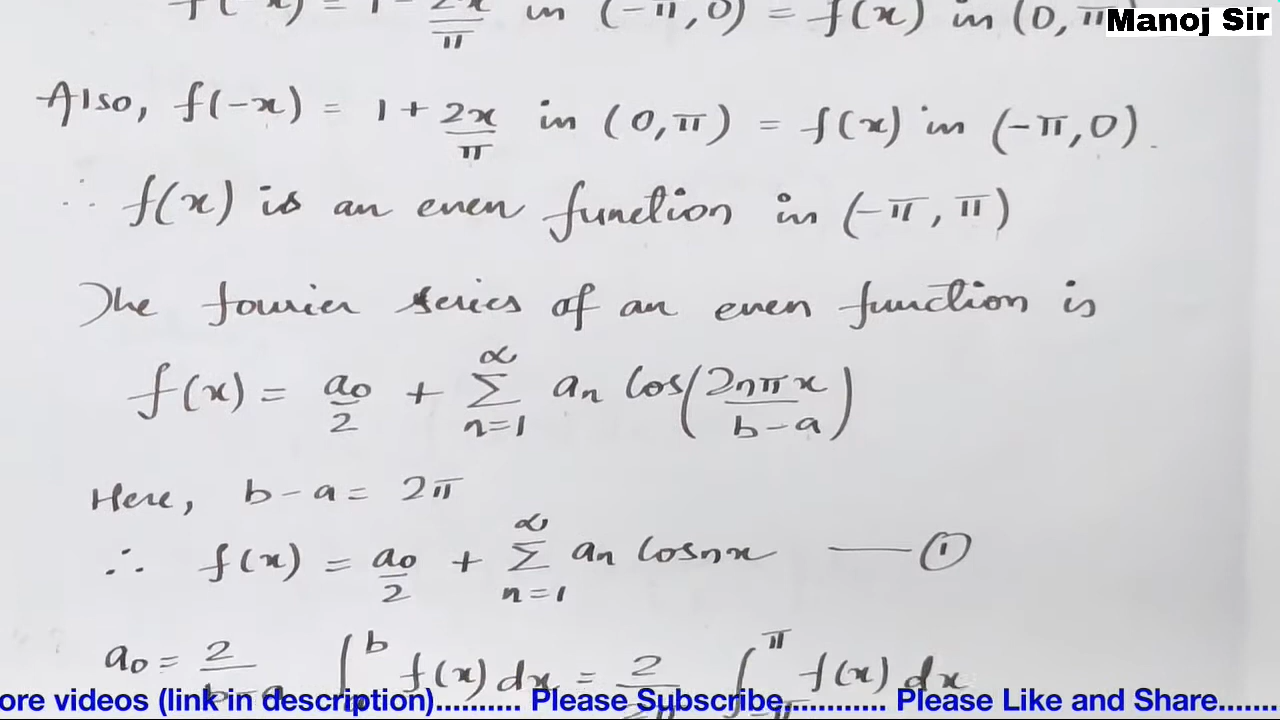 f(-x) = 1 - 2x/π in (-π, 0) = f(x) in (0, π
Manoj Sir
Also, f(-x) = 1 + 2x/π in (0, π) = f(x) in (-π, 0).
∴ f(x) is an even function in (-π, π)
The fourier series of an even function is
f(x) = a₀/2 + ∑ₙ₌₁^∝ aₙ cos(2nπx/b-a)
Here, b-a = 2π
∴ f(x) = a₀/2 + ∑ₙ₌₁^∝ aₙ cosnx —— ①
a₀ = 2/b-a ∫ₐᵇ f(x) dx = 2/2π ∫₋π^π f(x) dx
ore videos (link in description).......... Please Subscribe............ Please Like and Share.......